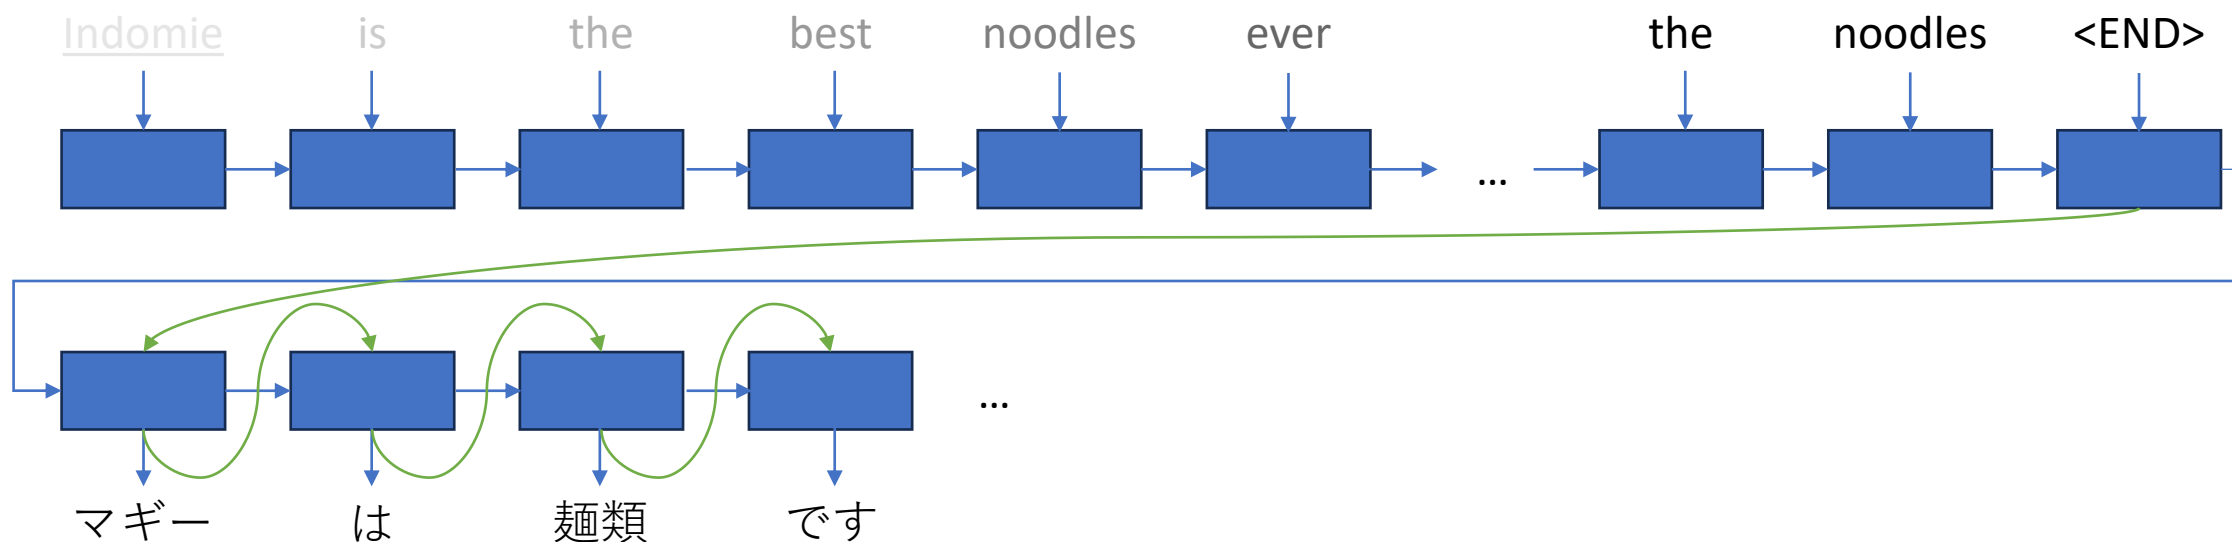 Indomie is the best noodles ever ... the noodles <END>
...
マギー は 麺類 です